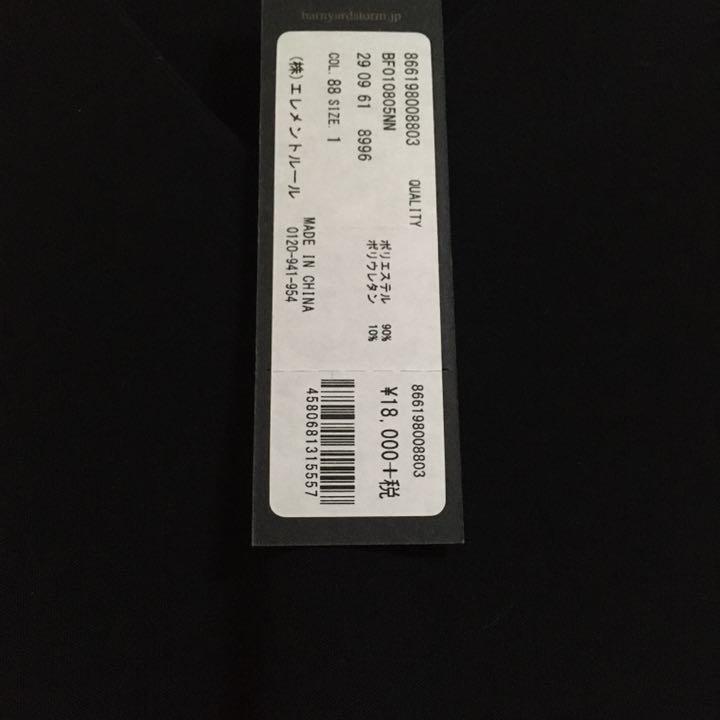 barnyardstorm.jp
866198008803 QUALITY
BF010805NN
29 09 61 8996
ポリエステル 90%
ポリウレタン 10%
COL. 88 SIZE. 1
MADE IN CHINA
(株)エレメントルール 0120-941-954
866198008803
¥18,000+税
4580681315557